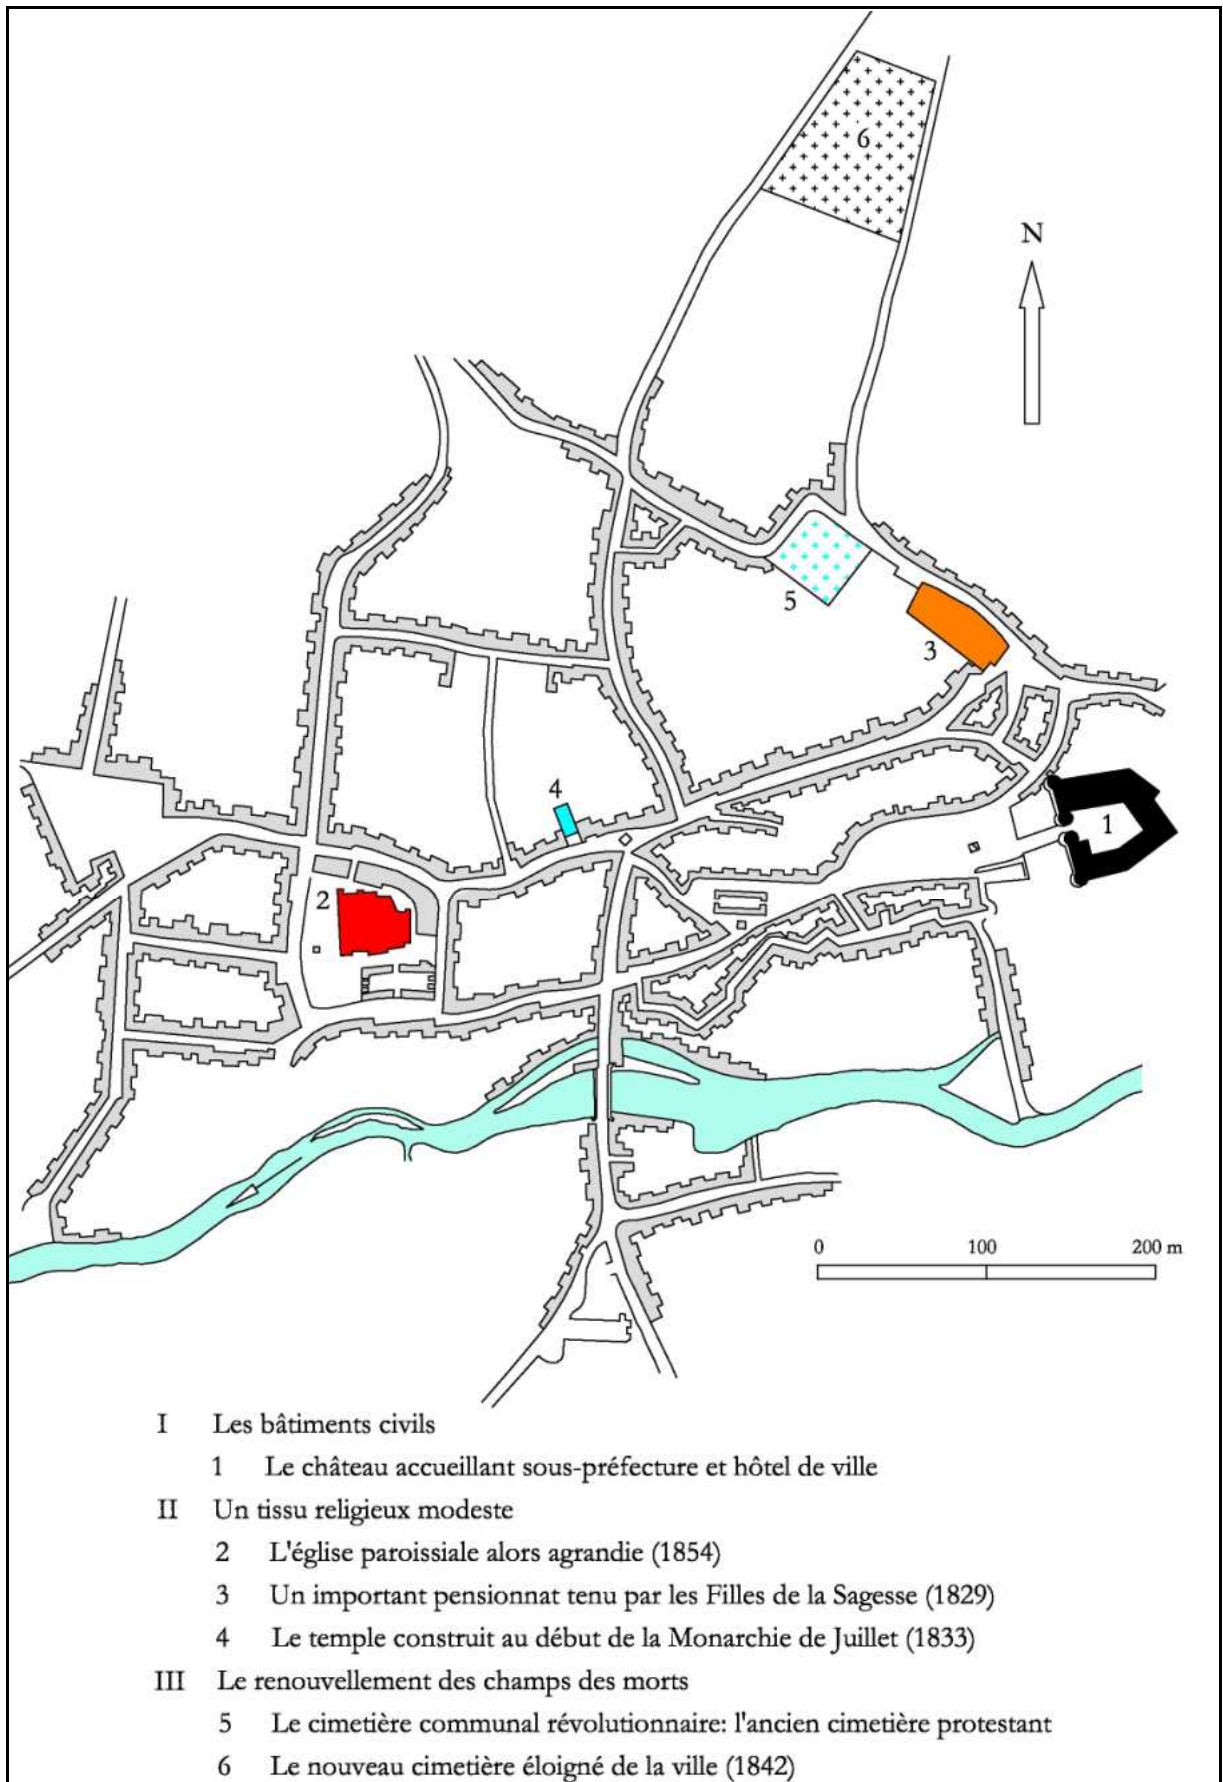 6
N
5
3
4
1
2
0 100 200 m
I Les bâtiments civils
1 Le château accueillant sous-préfecture et hôtel de ville
II Un tissu religieux modeste
2 L'église paroissiale alors agrandie (1854)
3 Un important pensionnat tenu par les Filles de la Sagesse (1829)
4 Le temple construit au début de la Monarchie de Juillet (1833)
III Le renouvellement des champs des morts
5 Le cimetière communal révolutionnaire: l'ancien cimetière protestant
6 Le nouveau cimetière éloigné de la ville (1842)